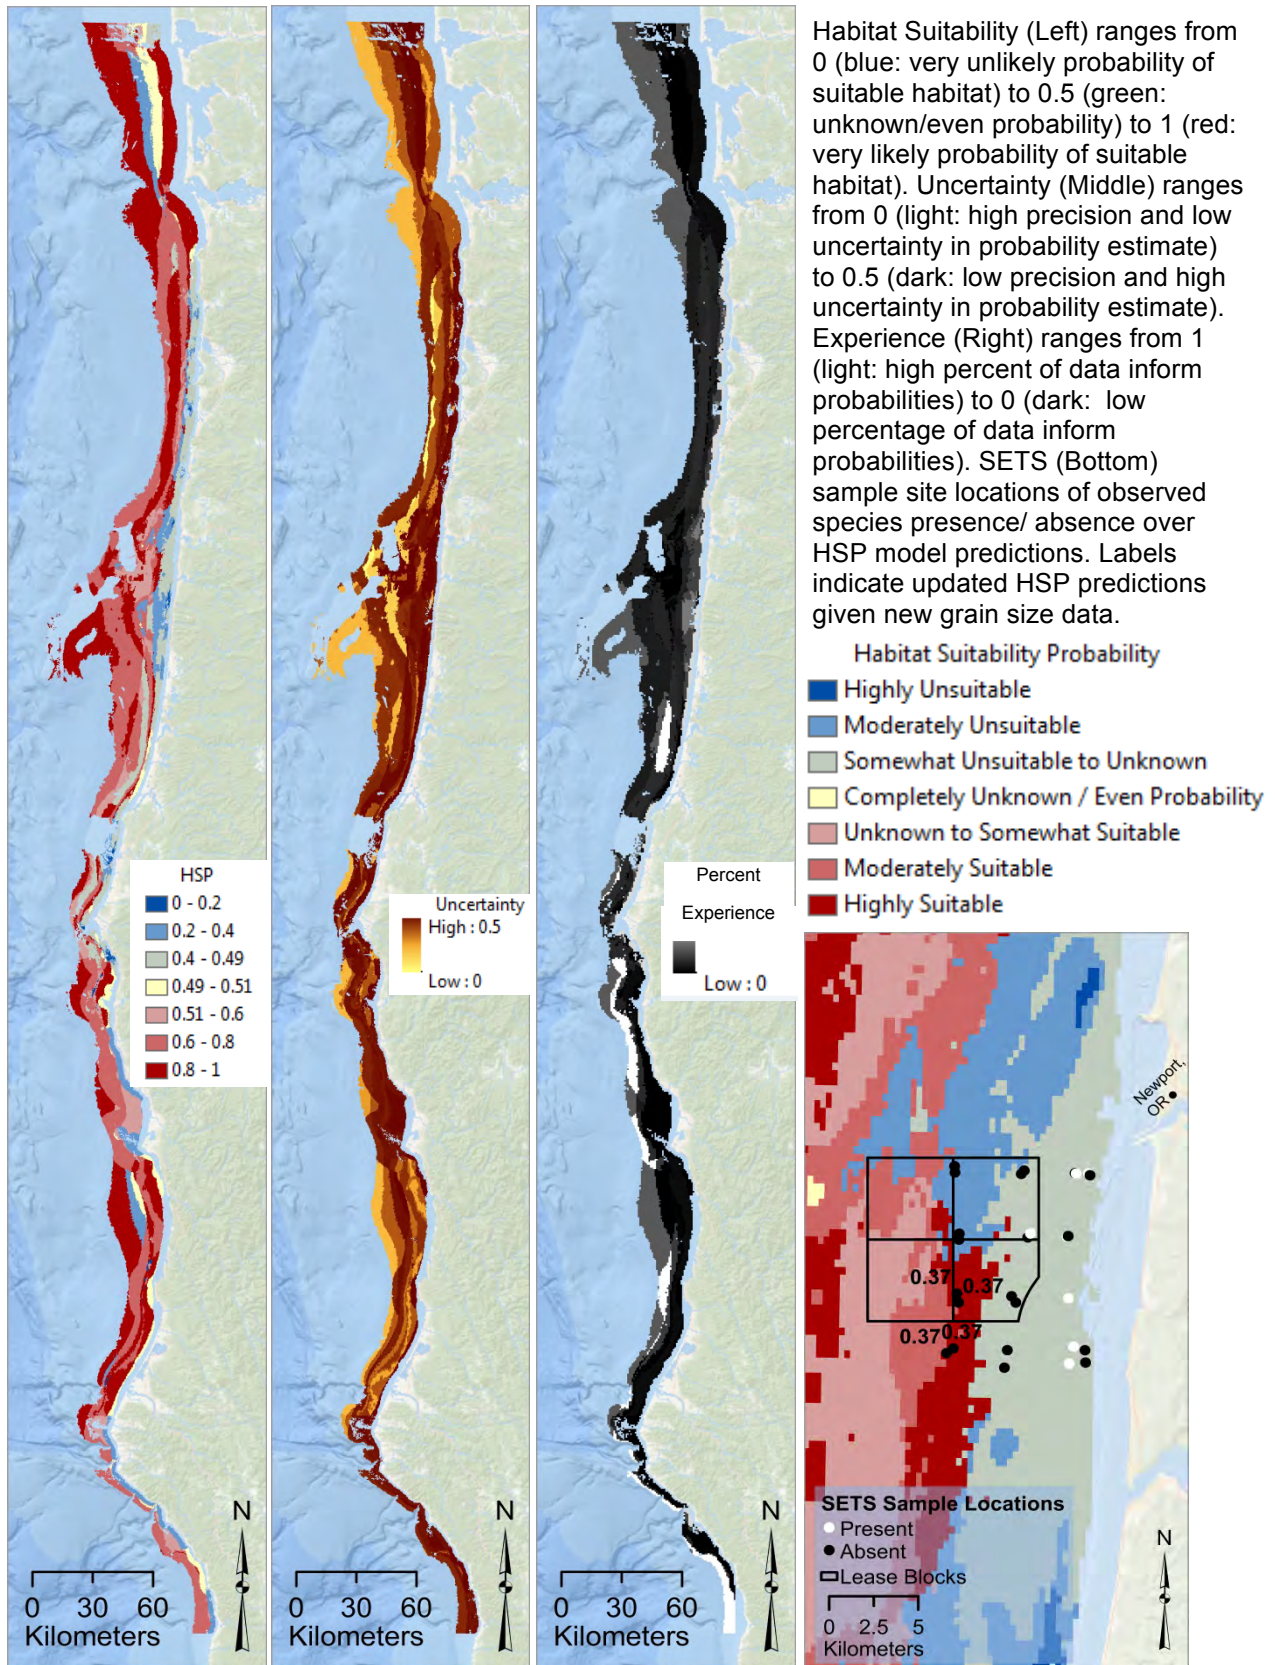 Habitat Suitability (Left) ranges from
0 (blue: very unlikely probability of
suitable habitat) to 0.5 (green:
unknown/even probability) to 1 (red:
very likely probability of suitable
habitat). Uncertainty (Middle) ranges
from 0 (light: high precision and low
uncertainty in probability estimate)
to 0.5 (dark: low precision and high
uncertainty in probability estimate).
Experience (Right) ranges from 1
(light: high percent of data inform
probabilities) to 0 (dark:  low
percentage of data inform
probabilities). SETS (Bottom)
sample site locations of observed
species presence/ absence over
HSP model predictions. Labels
indicate updated HSP predictions
given new grain size data.
Habitat Suitability Probability
Highly Unsuitable
Moderately Unsuitable
Somewhat Unsuitable to Unknown
Completely Unknown / Even Probability
Unknown to Somewhat Suitable
Moderately Suitable
Highly Suitable
HSP
0 - 0.2
0.2 - 0.4
0.4 - 0.49
0.49 - 0.51
0.51 - 0.6
0.6 - 0.8
0.8 - 1
N
0 30 60
Kilometers
Uncertainty
High : 0.5
Low : 0
N
0 30 60
Kilometers
Percent
Experience
Low : 0
N
0 30 60
Kilometers
Newport,
OR
0.37
0.37
0.37
0.37
SETS Sample Locations
Present
Absent
Lease Blocks
0 2.5 5
Kilometers
N